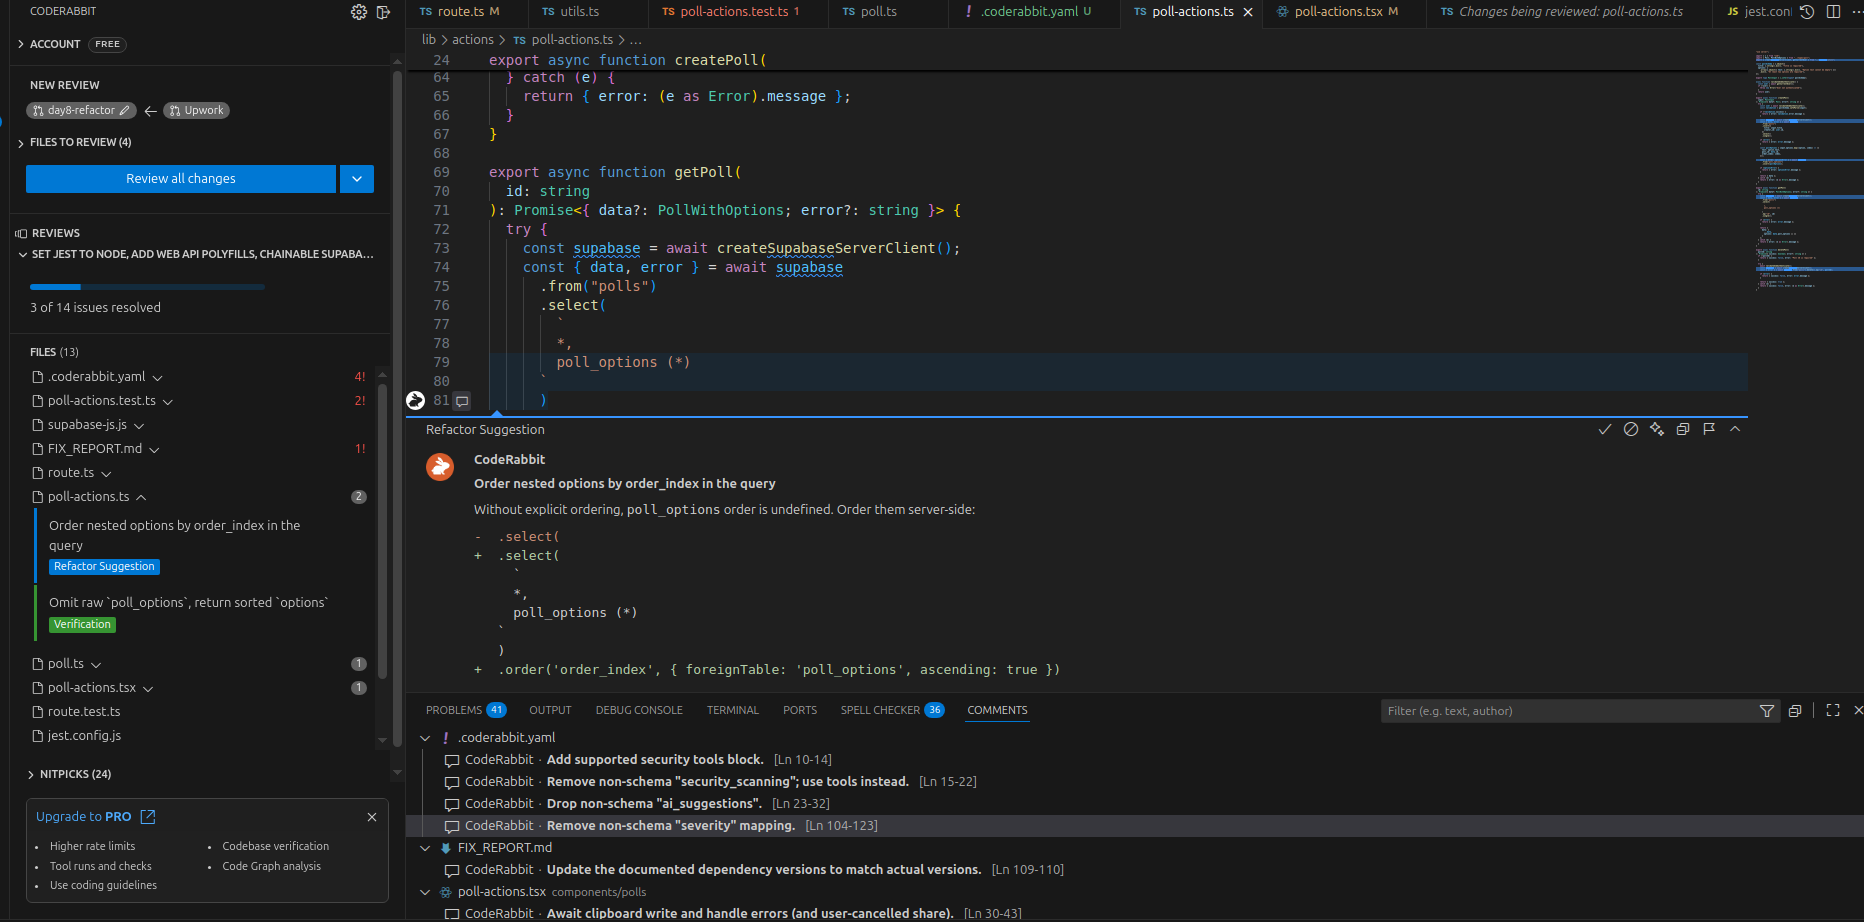 CODERABBIT
ACCOUNT FREE
NEW REVIEW
day8-refactor Upwork
FILES TO REVIEW (4)
Review all changes
REVIEWS
SET JEST TO NODE, ADD WEB API POLYFILLS, CHAINABLE SUPABA...
3 of 14 issues resolved
FILES (13)
.coderabbit.yaml 4!
poll-actions.test.ts 2!
supabase-js.js
FIX_REPORT.md 1!
route.ts
poll-actions.ts 2
Order nested options by order_index in the
query
Refactor Suggestion
Omit raw `poll_options`, return sorted `options`
Verification
poll.ts 1
poll-actions.tsx 1
route.test.ts
jest.config.js
NITPICKS (24)
Upgrade to PRO
Higher rate limits
Tool runs and checks
Use coding guidelines
Codebase verification
Code Graph analysis
TS route.ts M TS utils.ts TS poll-actions.test.ts 1 TS poll.ts ! .coderabbit.yaml U TS poll-actions.ts poll-actions.tsx M TS Changes being reviewed: poll-actions.ts JS jest.con
lib > actions > TS poll-actions.ts > ...
24 export async function createPoll(
64 } catch (e) {
65 return { error: (e as Error).message };
66 }
67 }
68
69 export async function getPoll(
70 id: string
71 ): Promise<{ data?: PollWithOptions; error?: string }> {
72 try {
73 const supabase = await createSupabaseServerClient();
74 const { data, error } = await supabase
75 .from("polls")
76 .select(
77 `
78 *,
79 poll_options (*)
80 `
81 )
Refactor Suggestion
CodeRabbit
Order nested options by order_index in the query
Without explicit ordering, poll_options order is undefined. Order them server-side:
- .select(
+ .select(
`
*,
poll_options (*)
`
)
+ .order('order_index', { foreignTable: 'poll_options', ascending: true })
PROBLEMS 41 OUTPUT DEBUG CONSOLE TERMINAL PORTS SPELL CHECKER 36 COMMENTS Filter (e.g. text, author)
! .coderabbit.yaml
CodeRabbit · Add supported security tools block. [Ln 10-14]
CodeRabbit · Remove non-schema "security_scanning"; use tools instead. [Ln 15-22]
CodeRabbit · Drop non-schema "ai_suggestions". [Ln 23-32]
CodeRabbit · Remove non-schema "severity" mapping. [Ln 104-123]
FIX_REPORT.md
CodeRabbit · Update the documented dependency versions to match actual versions. [Ln 109-110]
poll-actions.tsx components/polls
CodeRabbit · Await clipboard write and handle errors (and user-cancelled share). [Ln 30-43]